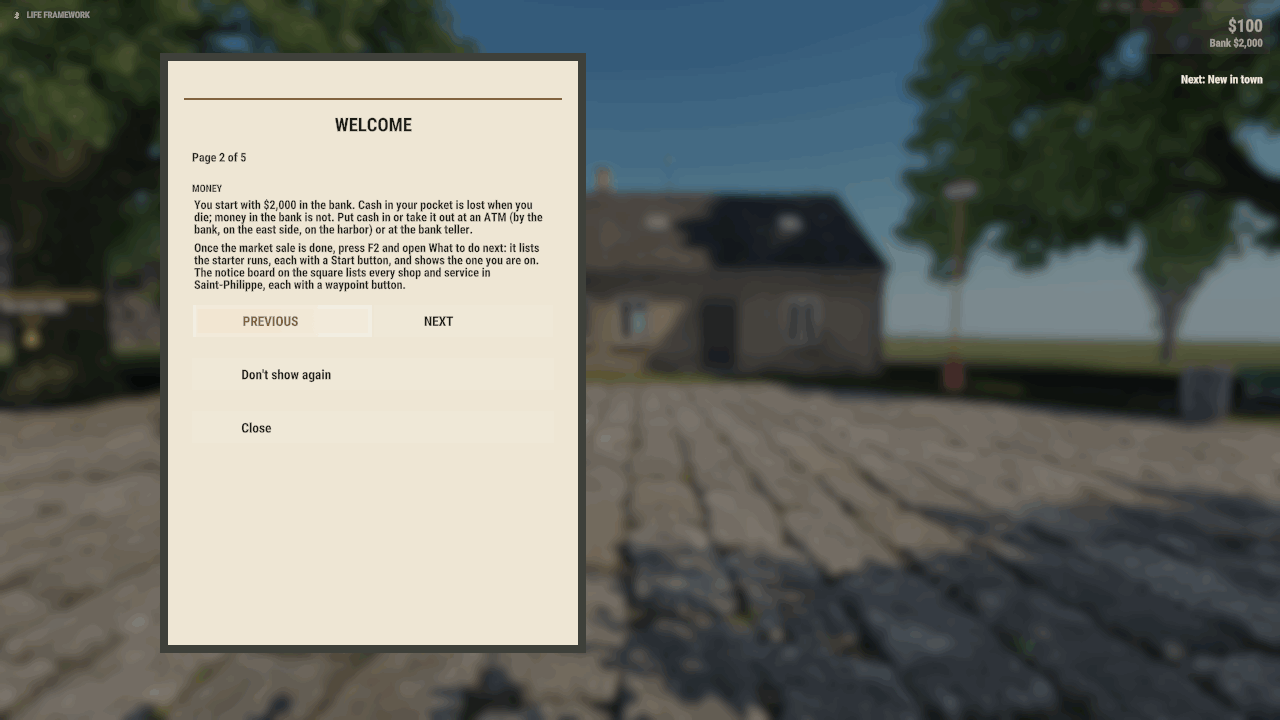 LIFE FRAMEWORK
$100
Bank $2,000
Next: New in town
WELCOME
Page 2 of 5
MONEY
You start with $2,000 in the bank. Cash in your pocket is lost when you
die; money in the bank is not. Put cash in or take it out at an ATM (by the
bank, on the east side, on the harbor) or at the bank teller.
Once the market sale is done, press F2 and open What to do next: it lists
the starter runs, each with a Start button, and shows the one you are on.
The notice board on the square lists every shop and service in
Saint-Philippe, each with a waypoint button.
PREVIOUS
NEXT
Don't show again
Close